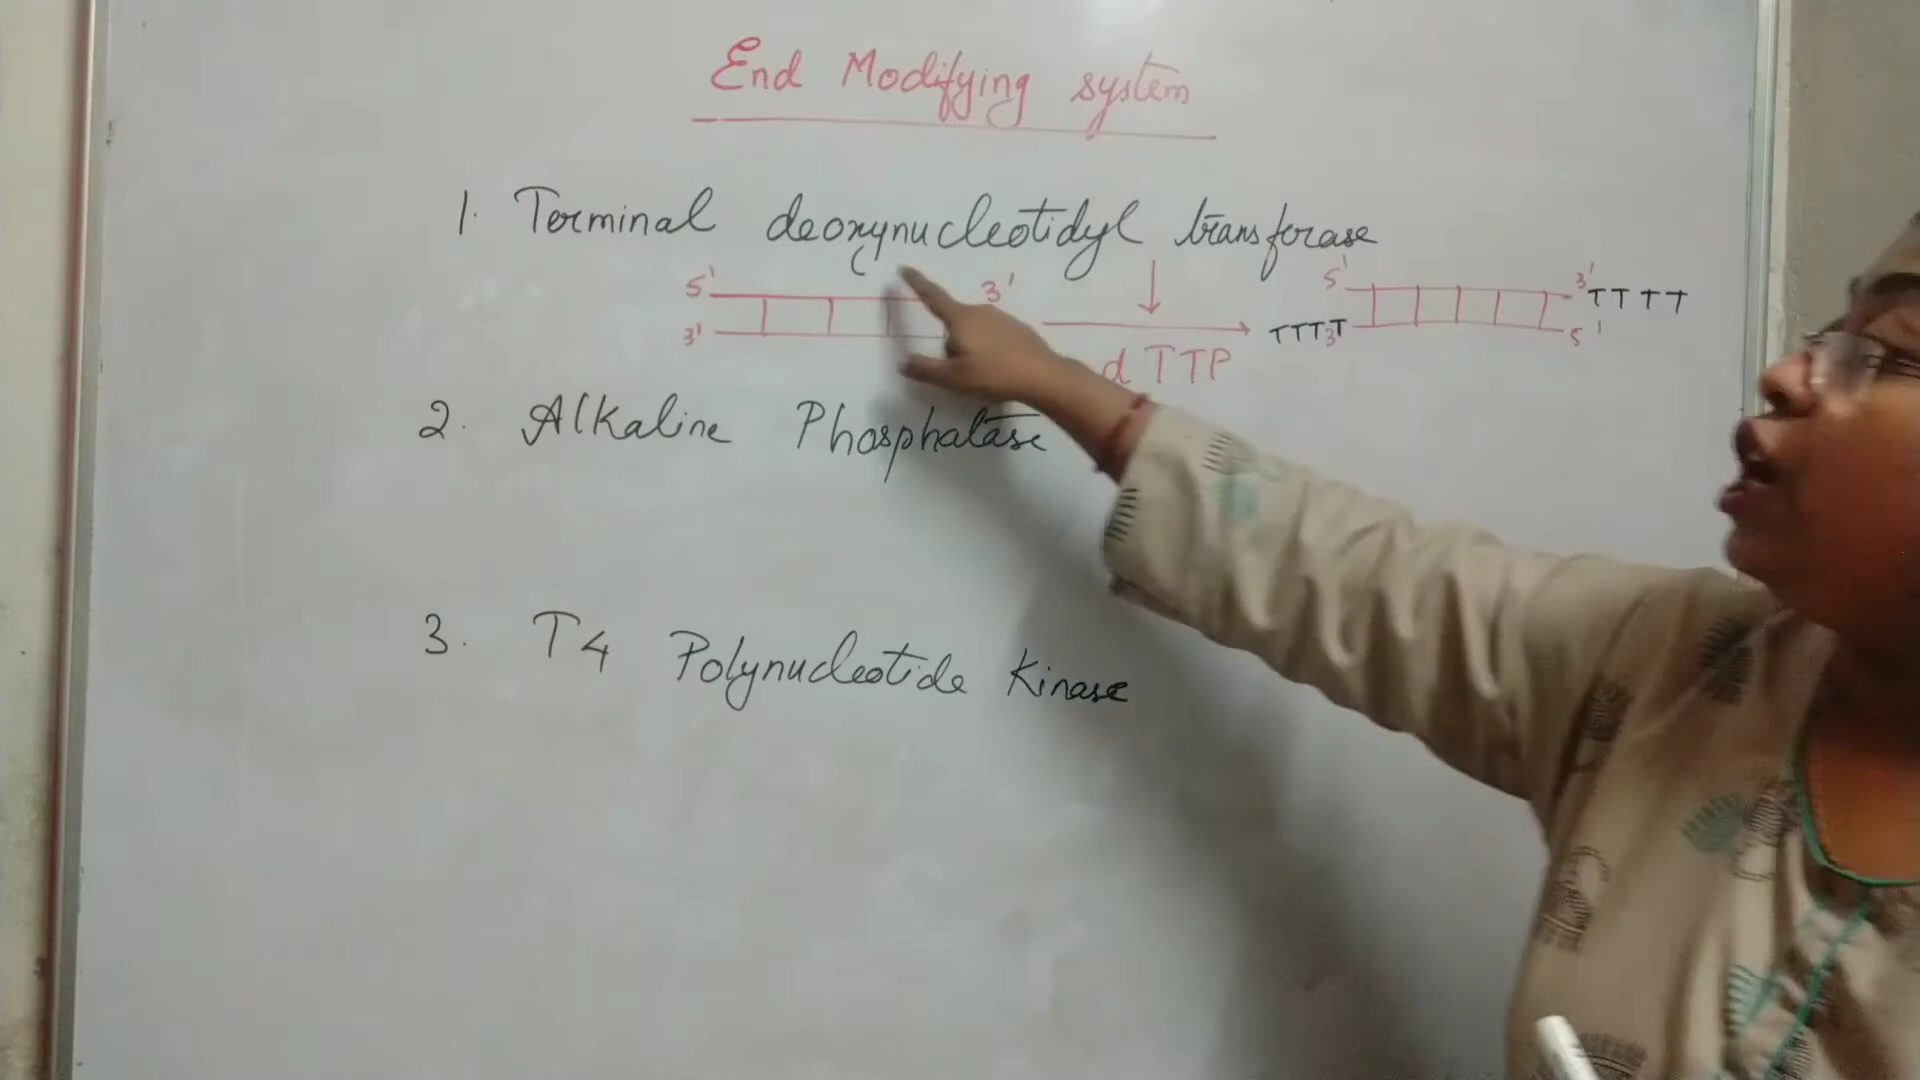 End Modifying system
1. Terminal deoxynucleotidyl transferase
5' 3' 5' 3' TTTT
3' TTTT 3' 5'
dTTP
2. Alkaline Phosphatase
3. T4 Polynucleotide Kinase